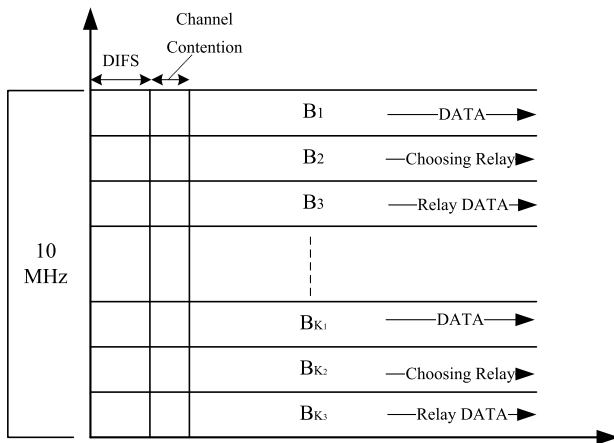 Channel
Contention
DIFS
B1 DATA
B2 Choosing Relay
B3 Relay DATA
10
MHz
BK1 DATA
BK2 Choosing Relay
BK3 Relay DATA